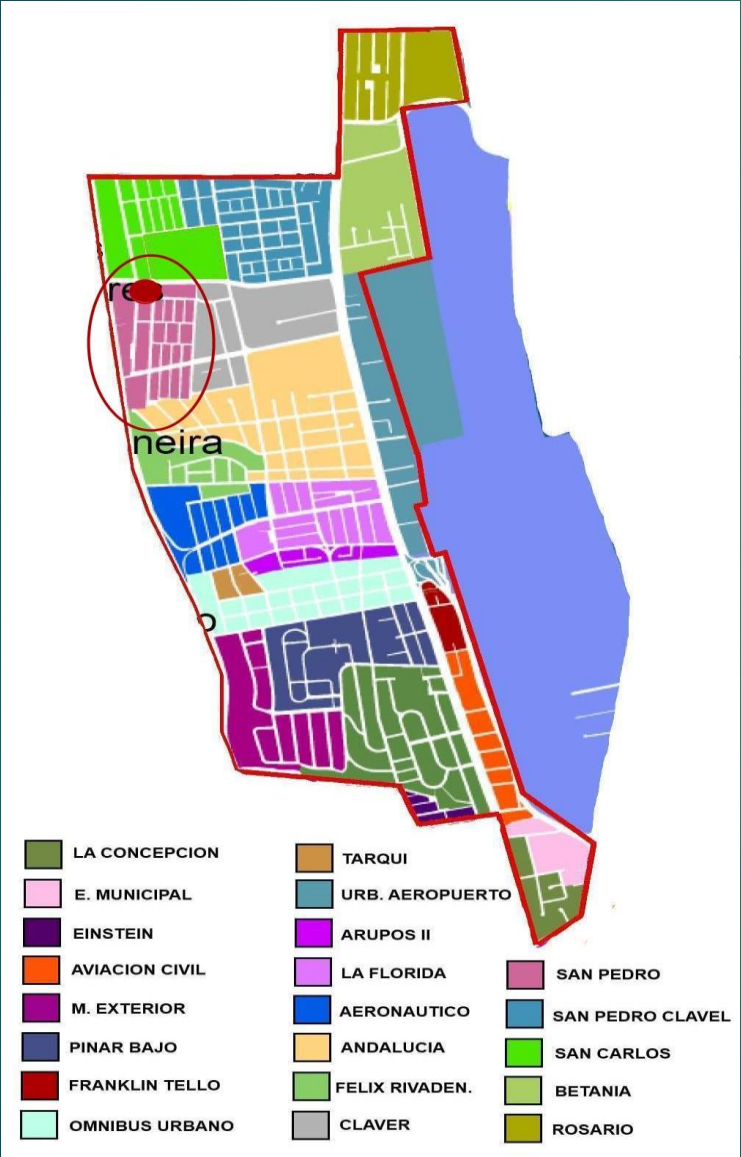 res
neira
o
LA CONCEPCION
E. MUNICIPAL
EINSTEIN
AVIACION CIVIL
M. EXTERIOR
PINAR BAJO
FRANKLIN TELLO
OMNIBUS URBANO
TARQUI
URB. AEROPUERTO
ARUPOS II
LA FLORIDA
AERONAUTICO
ANDALUCIA
FELIX RIVADEN.
CLAVER
SAN PEDRO
SAN PEDRO CLAVEL
SAN CARLOS
BETANIA
ROSARIO